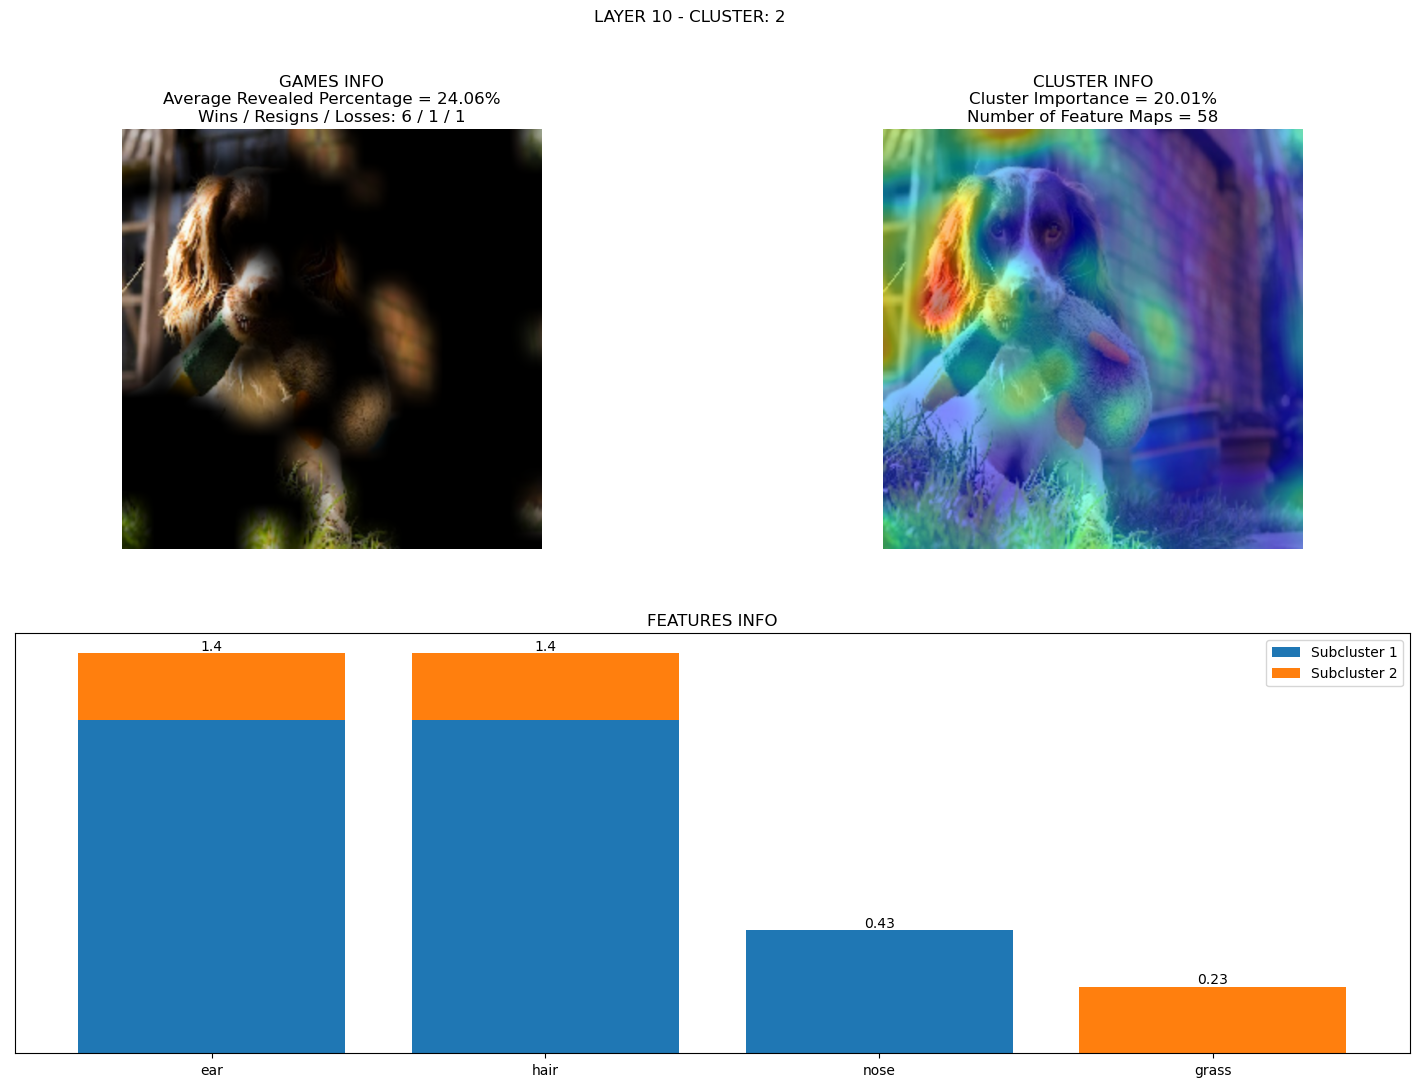 LAYER 10 - CLUSTER: 2
GAMES INFO
Average Revealed Percentage = 24.06%
Wins / Resigns / Losses: 6 / 1 / 1
CLUSTER INFO
Cluster Importance = 20.01%
Number of Feature Maps = 58
FEATURES INFO
1.4
1.4
0.43
0.23
Subcluster 1
Subcluster 2
ear
hair
nose
grass